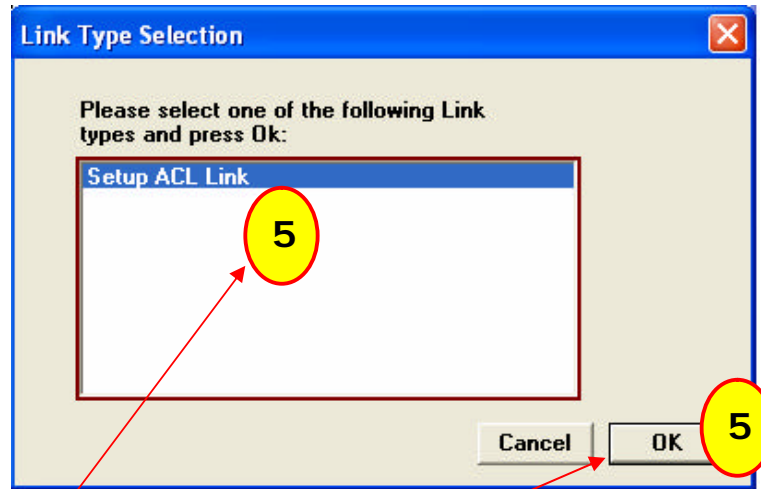 Link Type Selection
Please select one of the following Link
types and press Ok:
Setup ACL Link
5
Cancel
OK
5